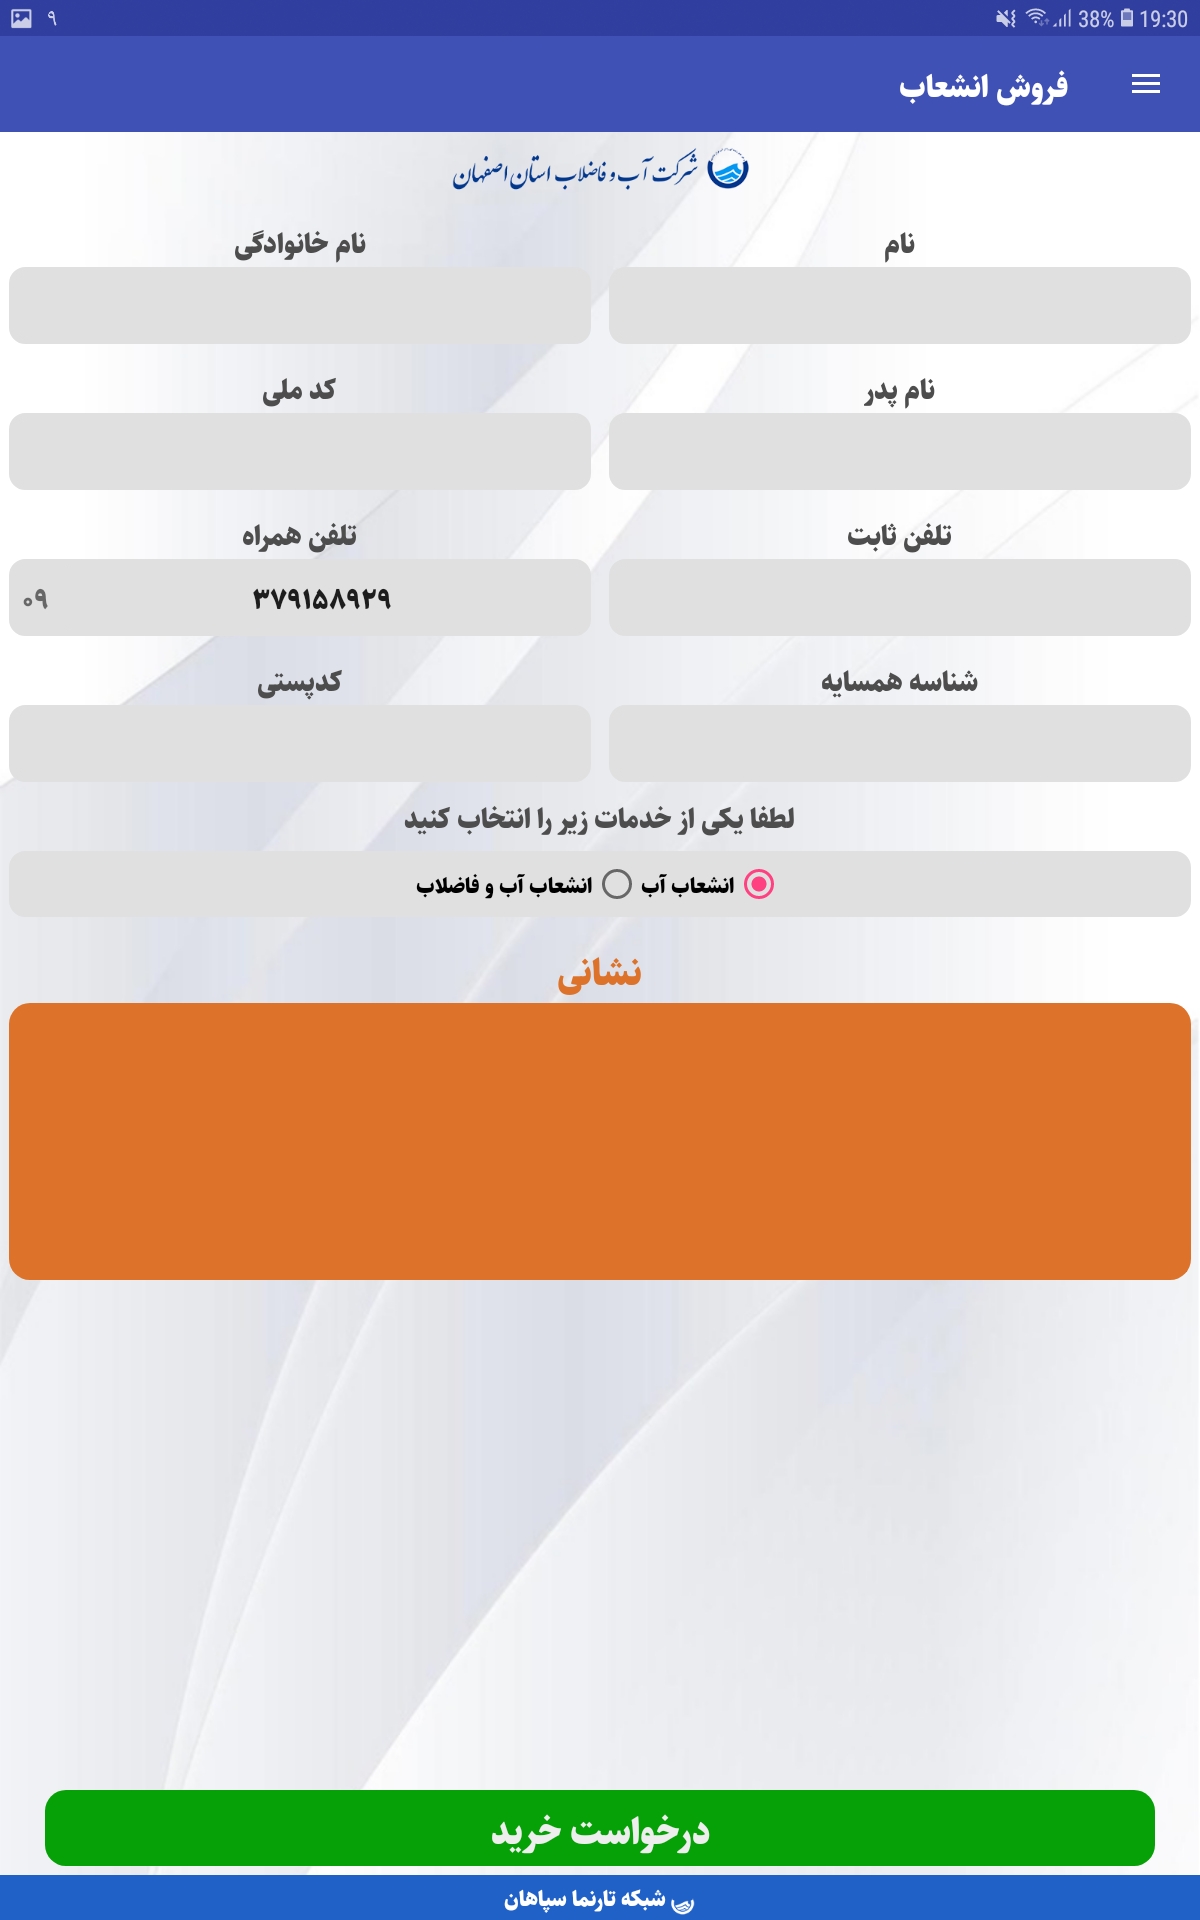 ۹ 38% 19:30
فروش انشعاب
شرکت آب و فاضلاب استان اصفهان
نام نام خانوادگی
نام پدر کد ملی
تلفن ثابت تلفن همراه
۰۹ ۳۷۹۱۵۸۹۲۹
شناسه همسایه کدپستی
لطفا یکی از خدمات زیر را انتخاب کنید
انشعاب آب انشعاب آب و فاضلاب
نشانی
درخواست خرید
شبکه تارنما سپاهان